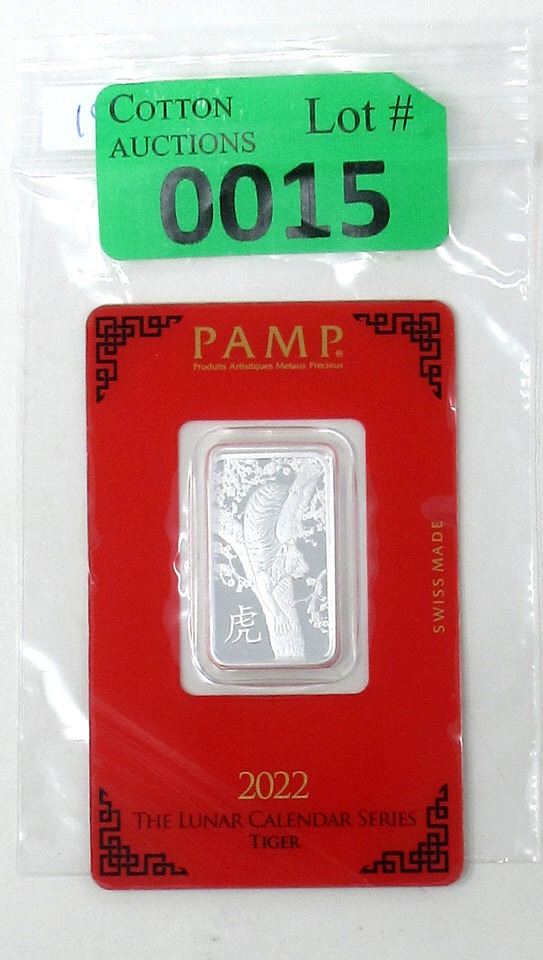 COTTON
AUCTIONS
Lot #
0015
PAMP®
Produits Artistiques Métaux Précieux
虎
SWISS MADE
2022
THE LUNAR CALENDAR SERIES
TIGER